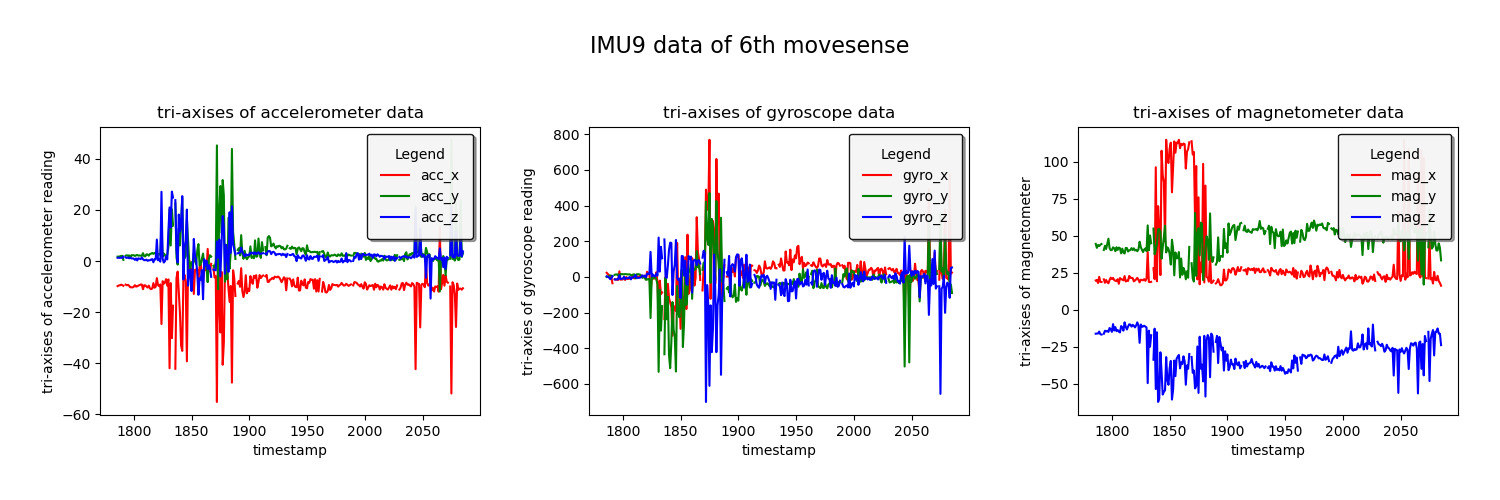 IMU9 data of 6th movesense
tri-axises of accelerometer data
tri-axises of accelerometer reading
40
20
0
−20
−40
−60
1800
1850
1900
1950
2000
2050
timestamp
Legend
acc_x
acc_y
acc_z
tri-axises of gyroscope data
tri-axies of gyroscope reading
800
600
400
200
0
−200
−400
−600
1800
1850
1900
1950
2000
2050
timestamp
Legend
gyro_x
gyro_y
gyro_z
tri-axises of magnetometer data
tri-axises of magnetometer
100
75
50
25
0
−25
−50
1800
1850
1900
1950
2000
2050
timestamp
Legend
mag_x
mag_y
mag_z